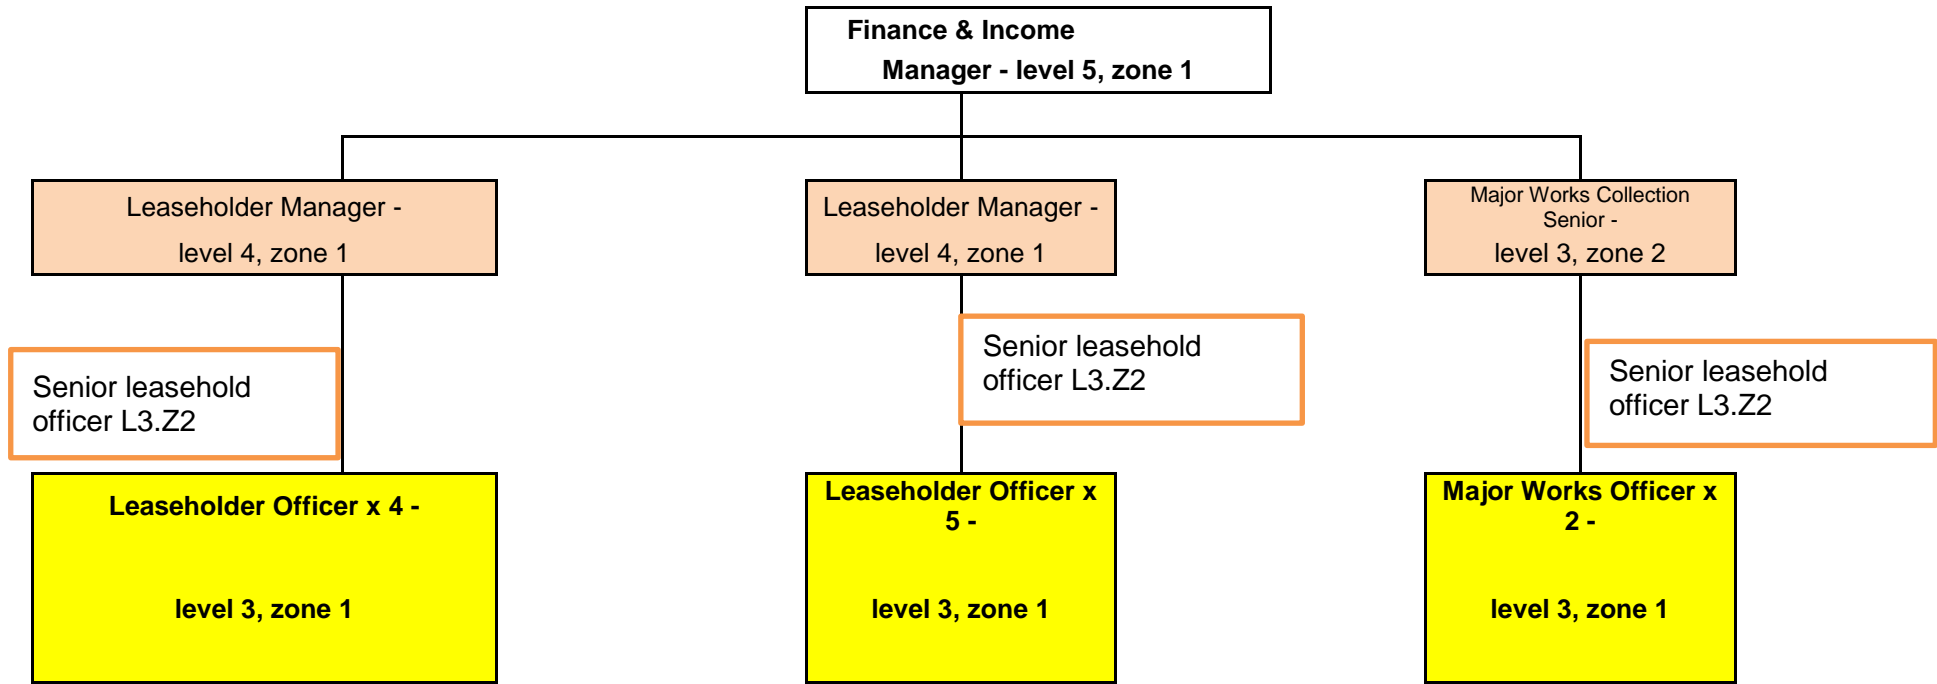 Finance & Income
Manager - level 5, zone 1
Leaseholder Manager -
level 4, zone 1
Leaseholder Manager -
level 4, zone 1
Major Works Collection
Senior -
level 3, zone 2
Senior leasehold
officer L3.Z2
Senior leasehold
officer L3.Z2
Senior leasehold
officer L3.Z2
Leaseholder Officer x 4 -
level 3, zone 1
Leaseholder Officer x
5 -
level 3, zone 1
Major Works Officer x
2 -
level 3, zone 1